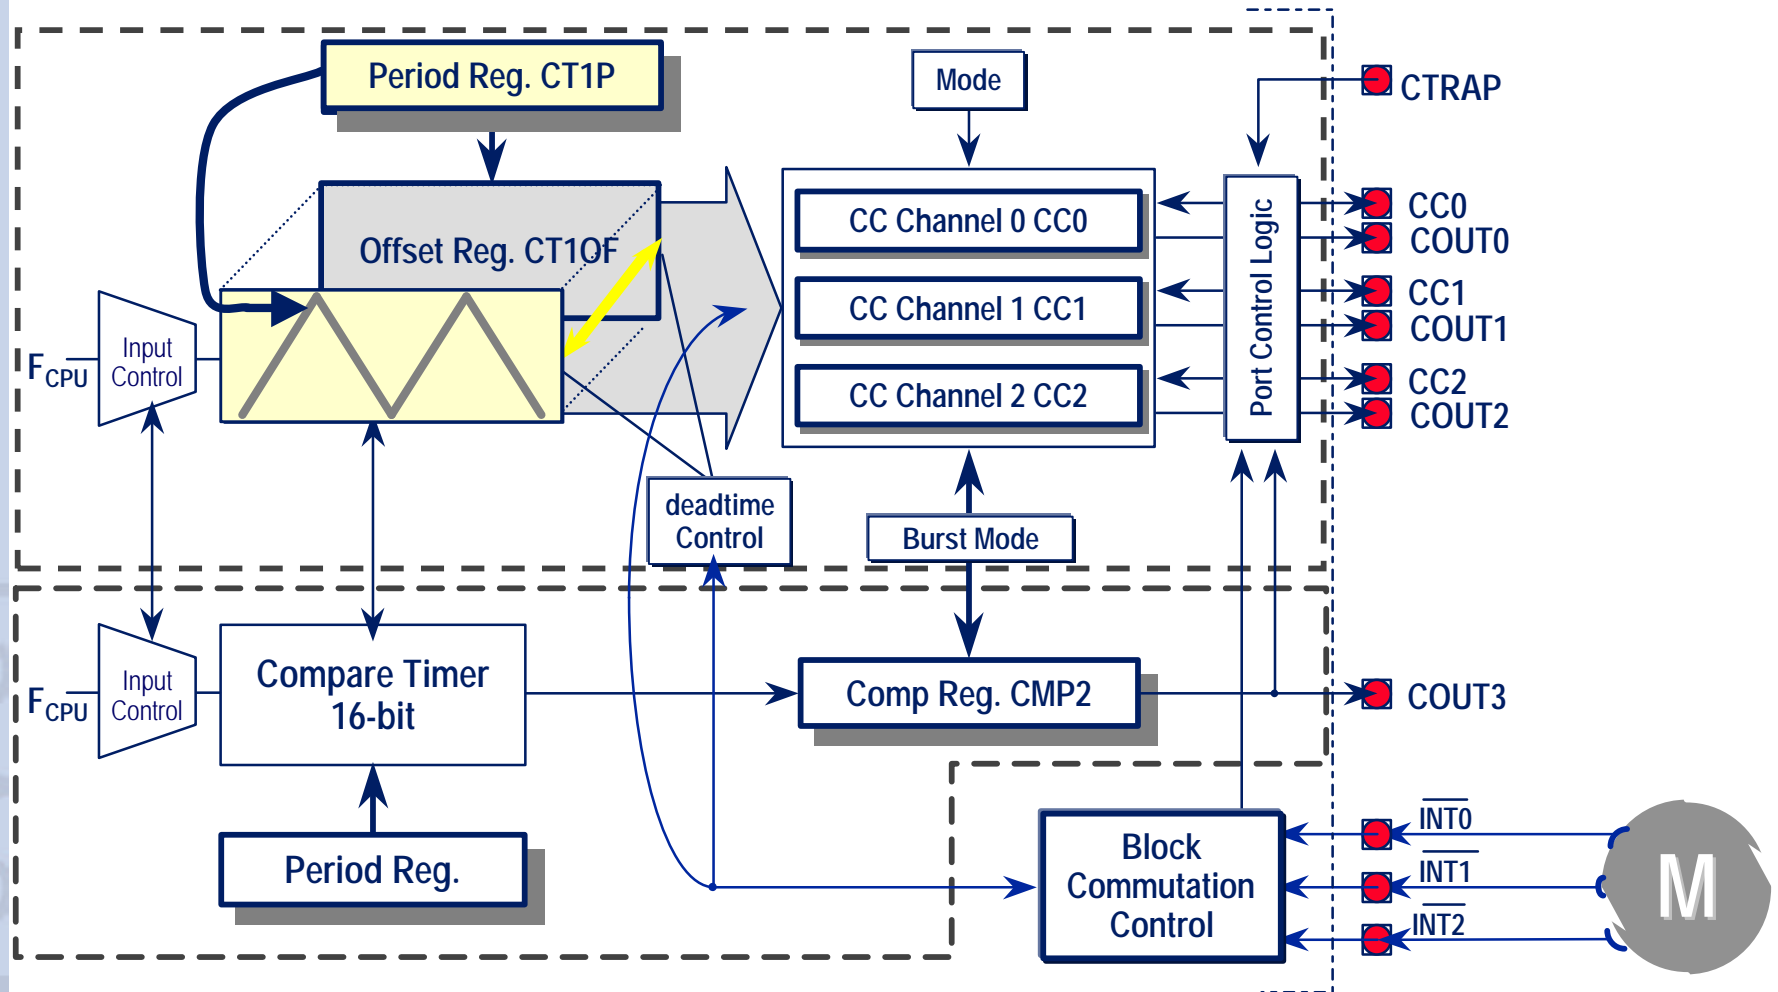 Period Reg. CT1P
Mode
CTRAP
Offset Reg. CT1OF
CC Channel 0 CC0
CC Channel 1 CC1
CC Channel 2 CC2
Port Control Logic
CC0
COUT0
CC1
COUT1
CC2
COUT2
FCPU
Input
Control
deadtime
Control
Burst Mode
FCPU
Input
Control
Compare Timer
16-bit
Comp Reg. CMP2
COUT3
Period Reg.
Block
Commutation
Control
INT0
INT1
INT2
M